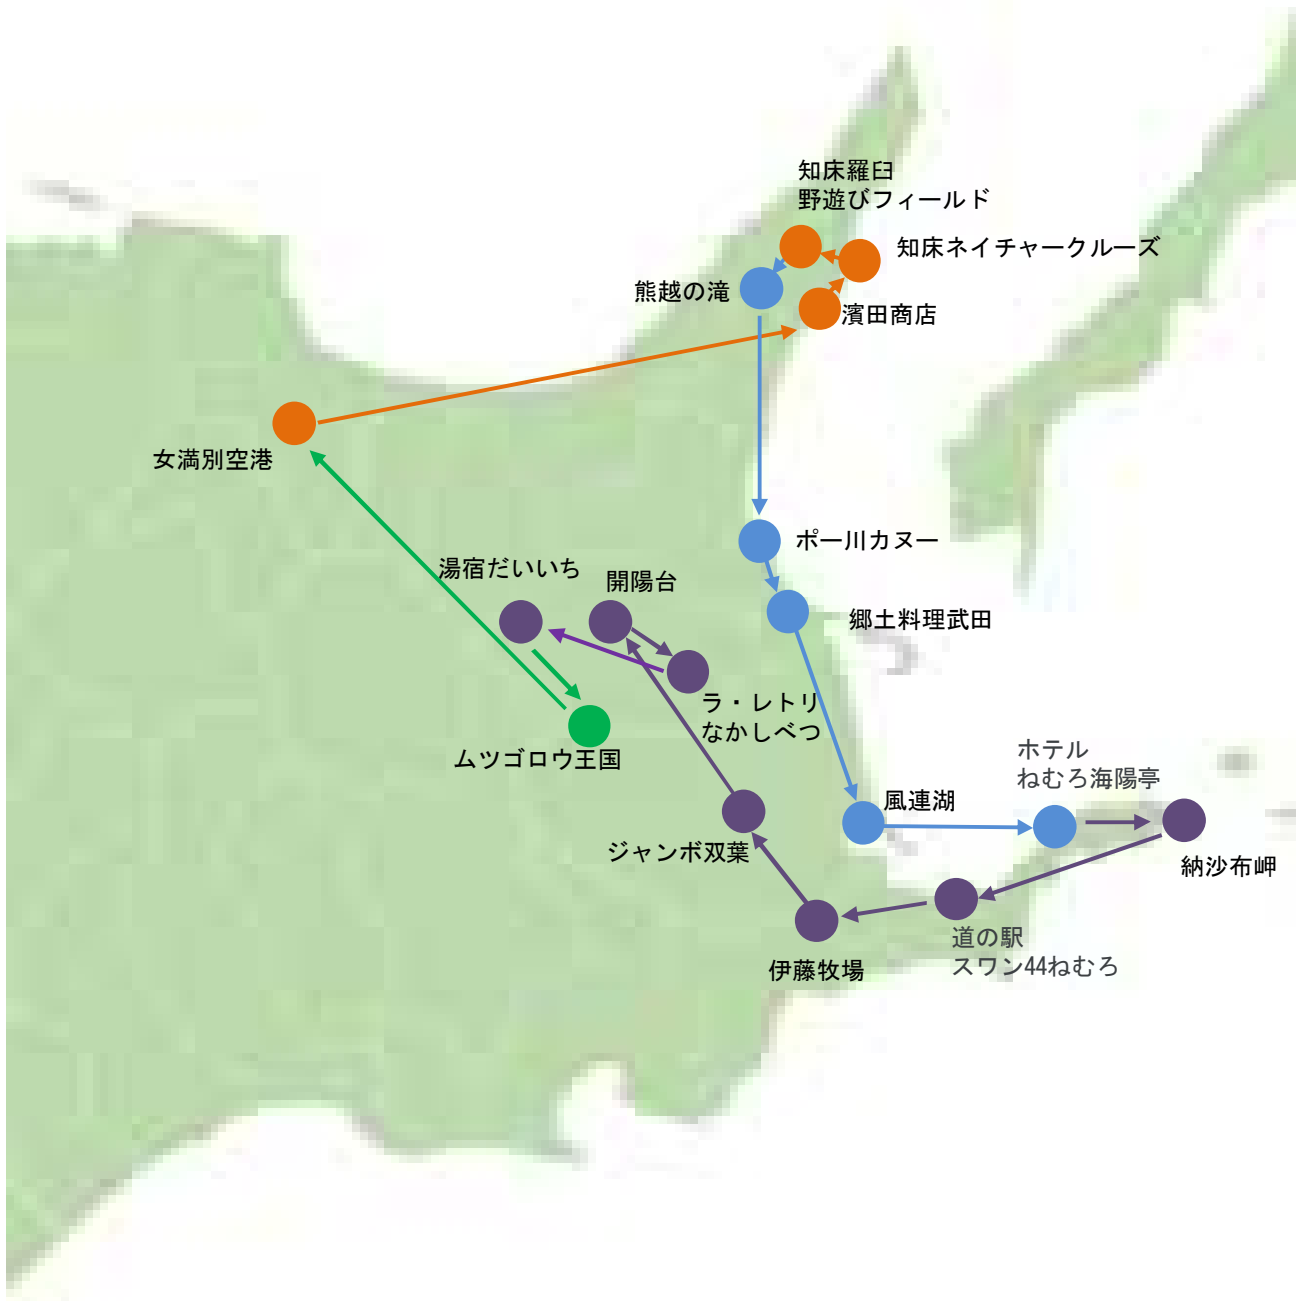 知床羅臼
野遊びフィールド
知床ネイチャークルーズ
熊越の滝
濱田商店
女満別空港
ポー川カヌー
湯宿だいいち
開陽台
郷土料理武田
ラ・レトリ
なかしべつ
ムツゴロウ王国
ホテル
ねむろ海陽亭
風連湖
ジャンボ双葉
納沙布岬
道の駅
スワン44ねむろ
伊藤牧場